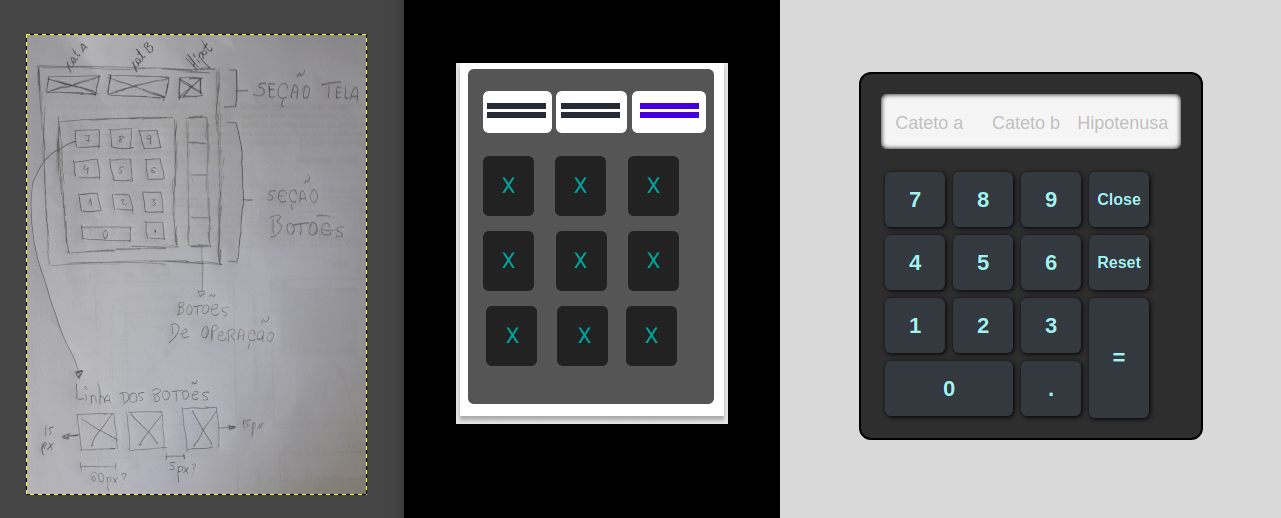 cat A cat B Hipot
SEÇÃO TELA
7 8 9
4 5 6
1 2 3
0 .
SEÇÃO
BOTÕES
BOTÕES
DE OPERAÇÃO
Linha DOS BOTÕES
15
px
15px
60px?
5px?
X X X
X X X
X X X
Cateto a Cateto b Hipotenusa
7 8 9 Close
4 5 6 Reset
1 2 3
=
0 .